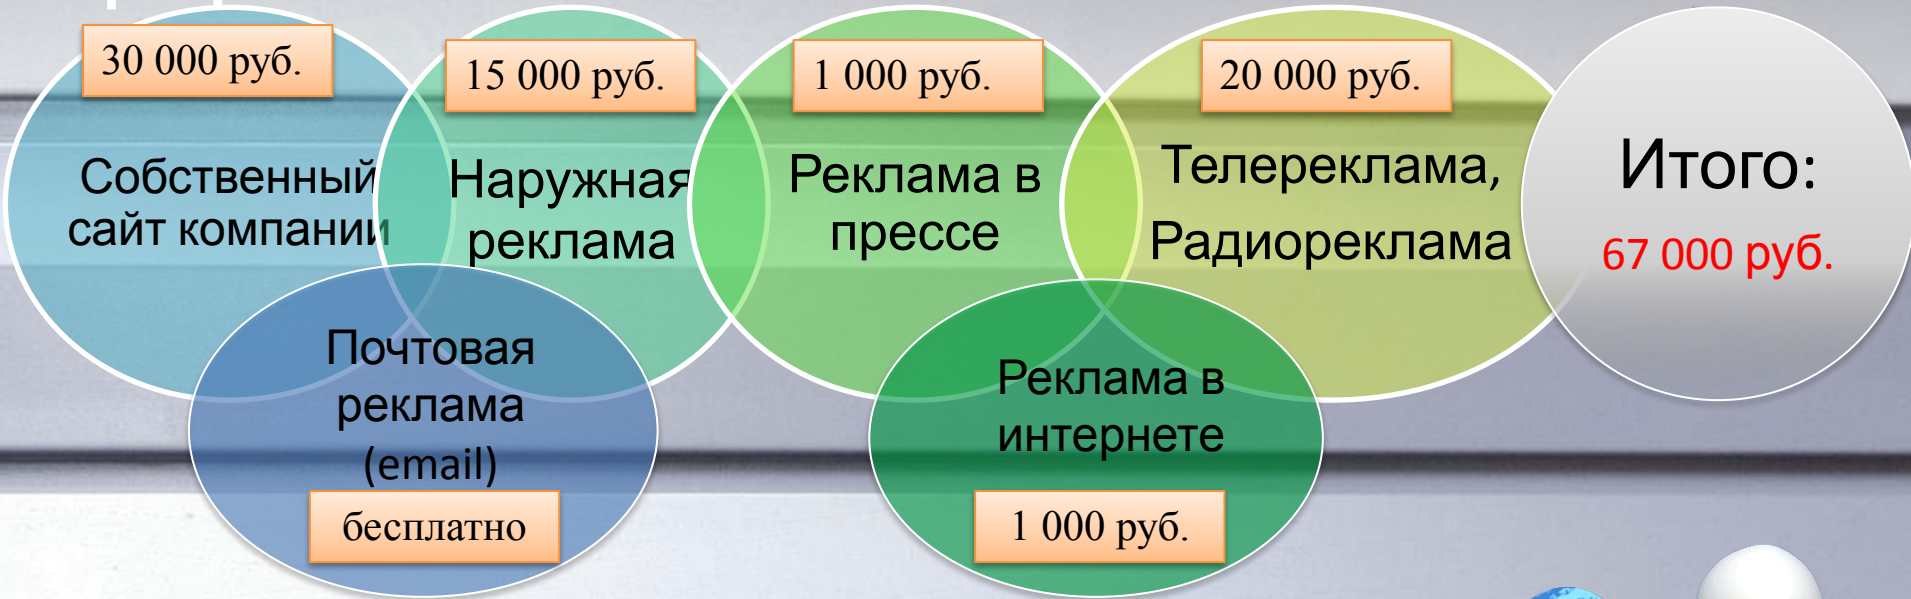 30 000 руб.
Собственный
сайт компании
15 000 руб.
Наружная
реклама
1 000 руб.
Реклама в
прессе
20 000 руб.
Телереклама,
Радиореклама
Итого:
67 000 руб.
Почтовая
реклама
(email)
бесплатно
Реклама в
интернете
1 000 руб.